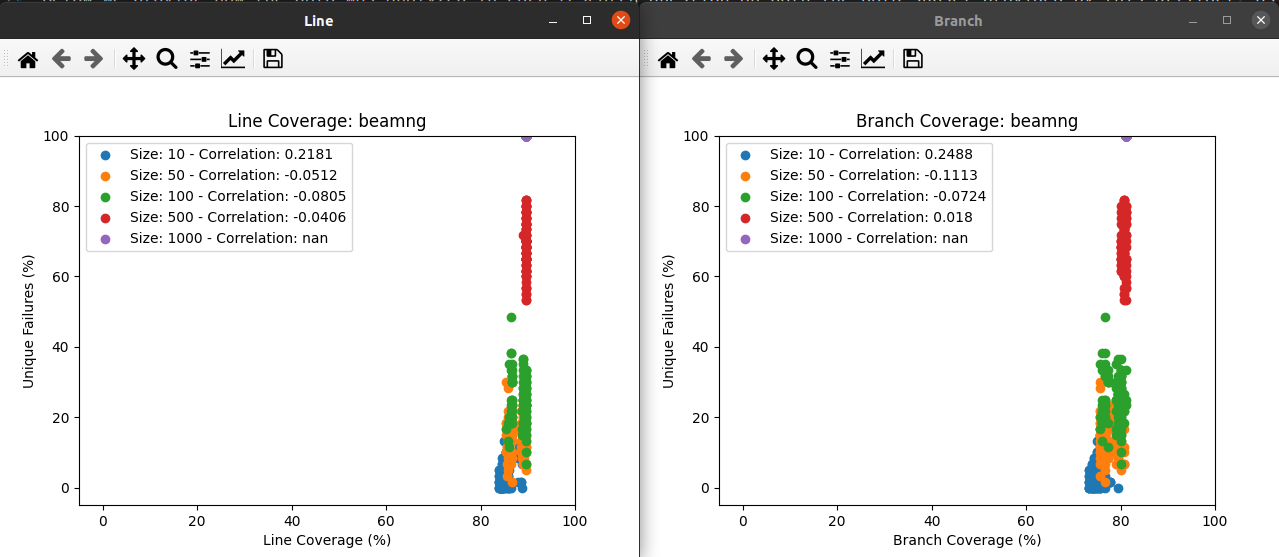 Line
Line Coverage: beamng
Size: 10 - Correlation: 0.2181
Size: 50 - Correlation: -0.0512
Size: 100 - Correlation: -0.0805
Size: 500 - Correlation: -0.0406
Size: 1000 - Correlation: nan
Unique Failures (%)
100
80
60
40
20
0
0 20 40 60 80 100
Line Coverage (%)
Branch
Branch Coverage: beamng
Size: 10 - Correlation: 0.2488
Size: 50 - Correlation: -0.1113
Size: 100 - Correlation: -0.0724
Size: 500 - Correlation: 0.018
Size: 1000 - Correlation: nan
Unique Failures (%)
100
80
60
40
20
0
0 20 40 60 80 100
Branch Coverage (%)